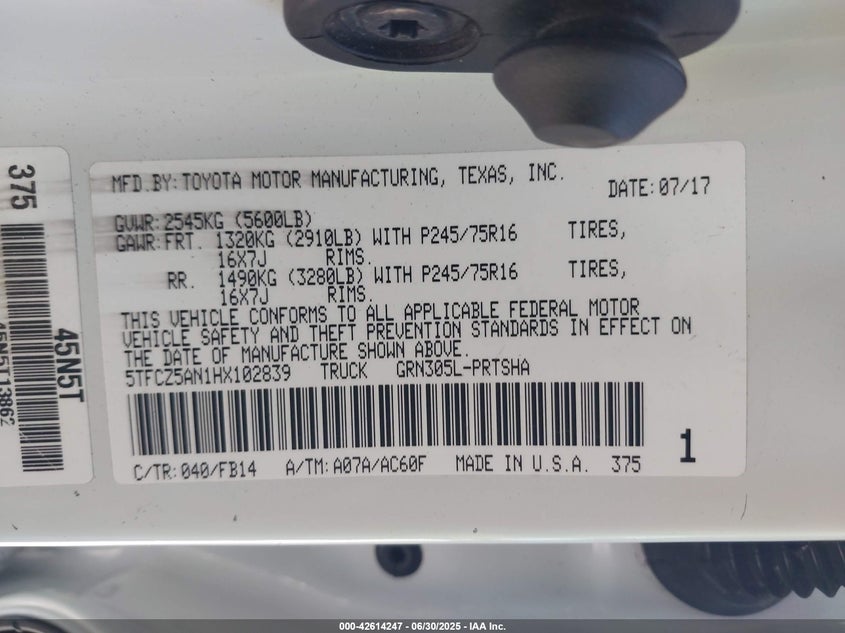 MFD.BY:TOYOTA MOTOR MANUFACTURING, TEXAS, INC. DATE:07/17
GVWR:2545KG (5600LB)
GAWR:FRT. 1320KG (2910LB) WITH P245/75R16 TIRES,
16X7J RIMS.
RR. 1490KG (3280LB) WITH P245/75R16 TIRES,
16X7J RIMS.
THIS VEHICLE CONFORMS TO ALL APPLICABLE FEDERAL MOTOR
VEHICLE SAFETY AND THEFT PREVENTION STANDARDS IN EFFECT ON
THE DATE OF MANUFACTURE SHOWN ABOVE.
5TFCZ5AN1HX102839 TRUCK GRN305L-PRTSHA
C/TR:040/FB14 A/TM:A07A/AC60F MADE IN U.S.A. 375
1
375
45N5T
45N5T13862
000-42614247 - 06/30/2025 - IAA Inc.